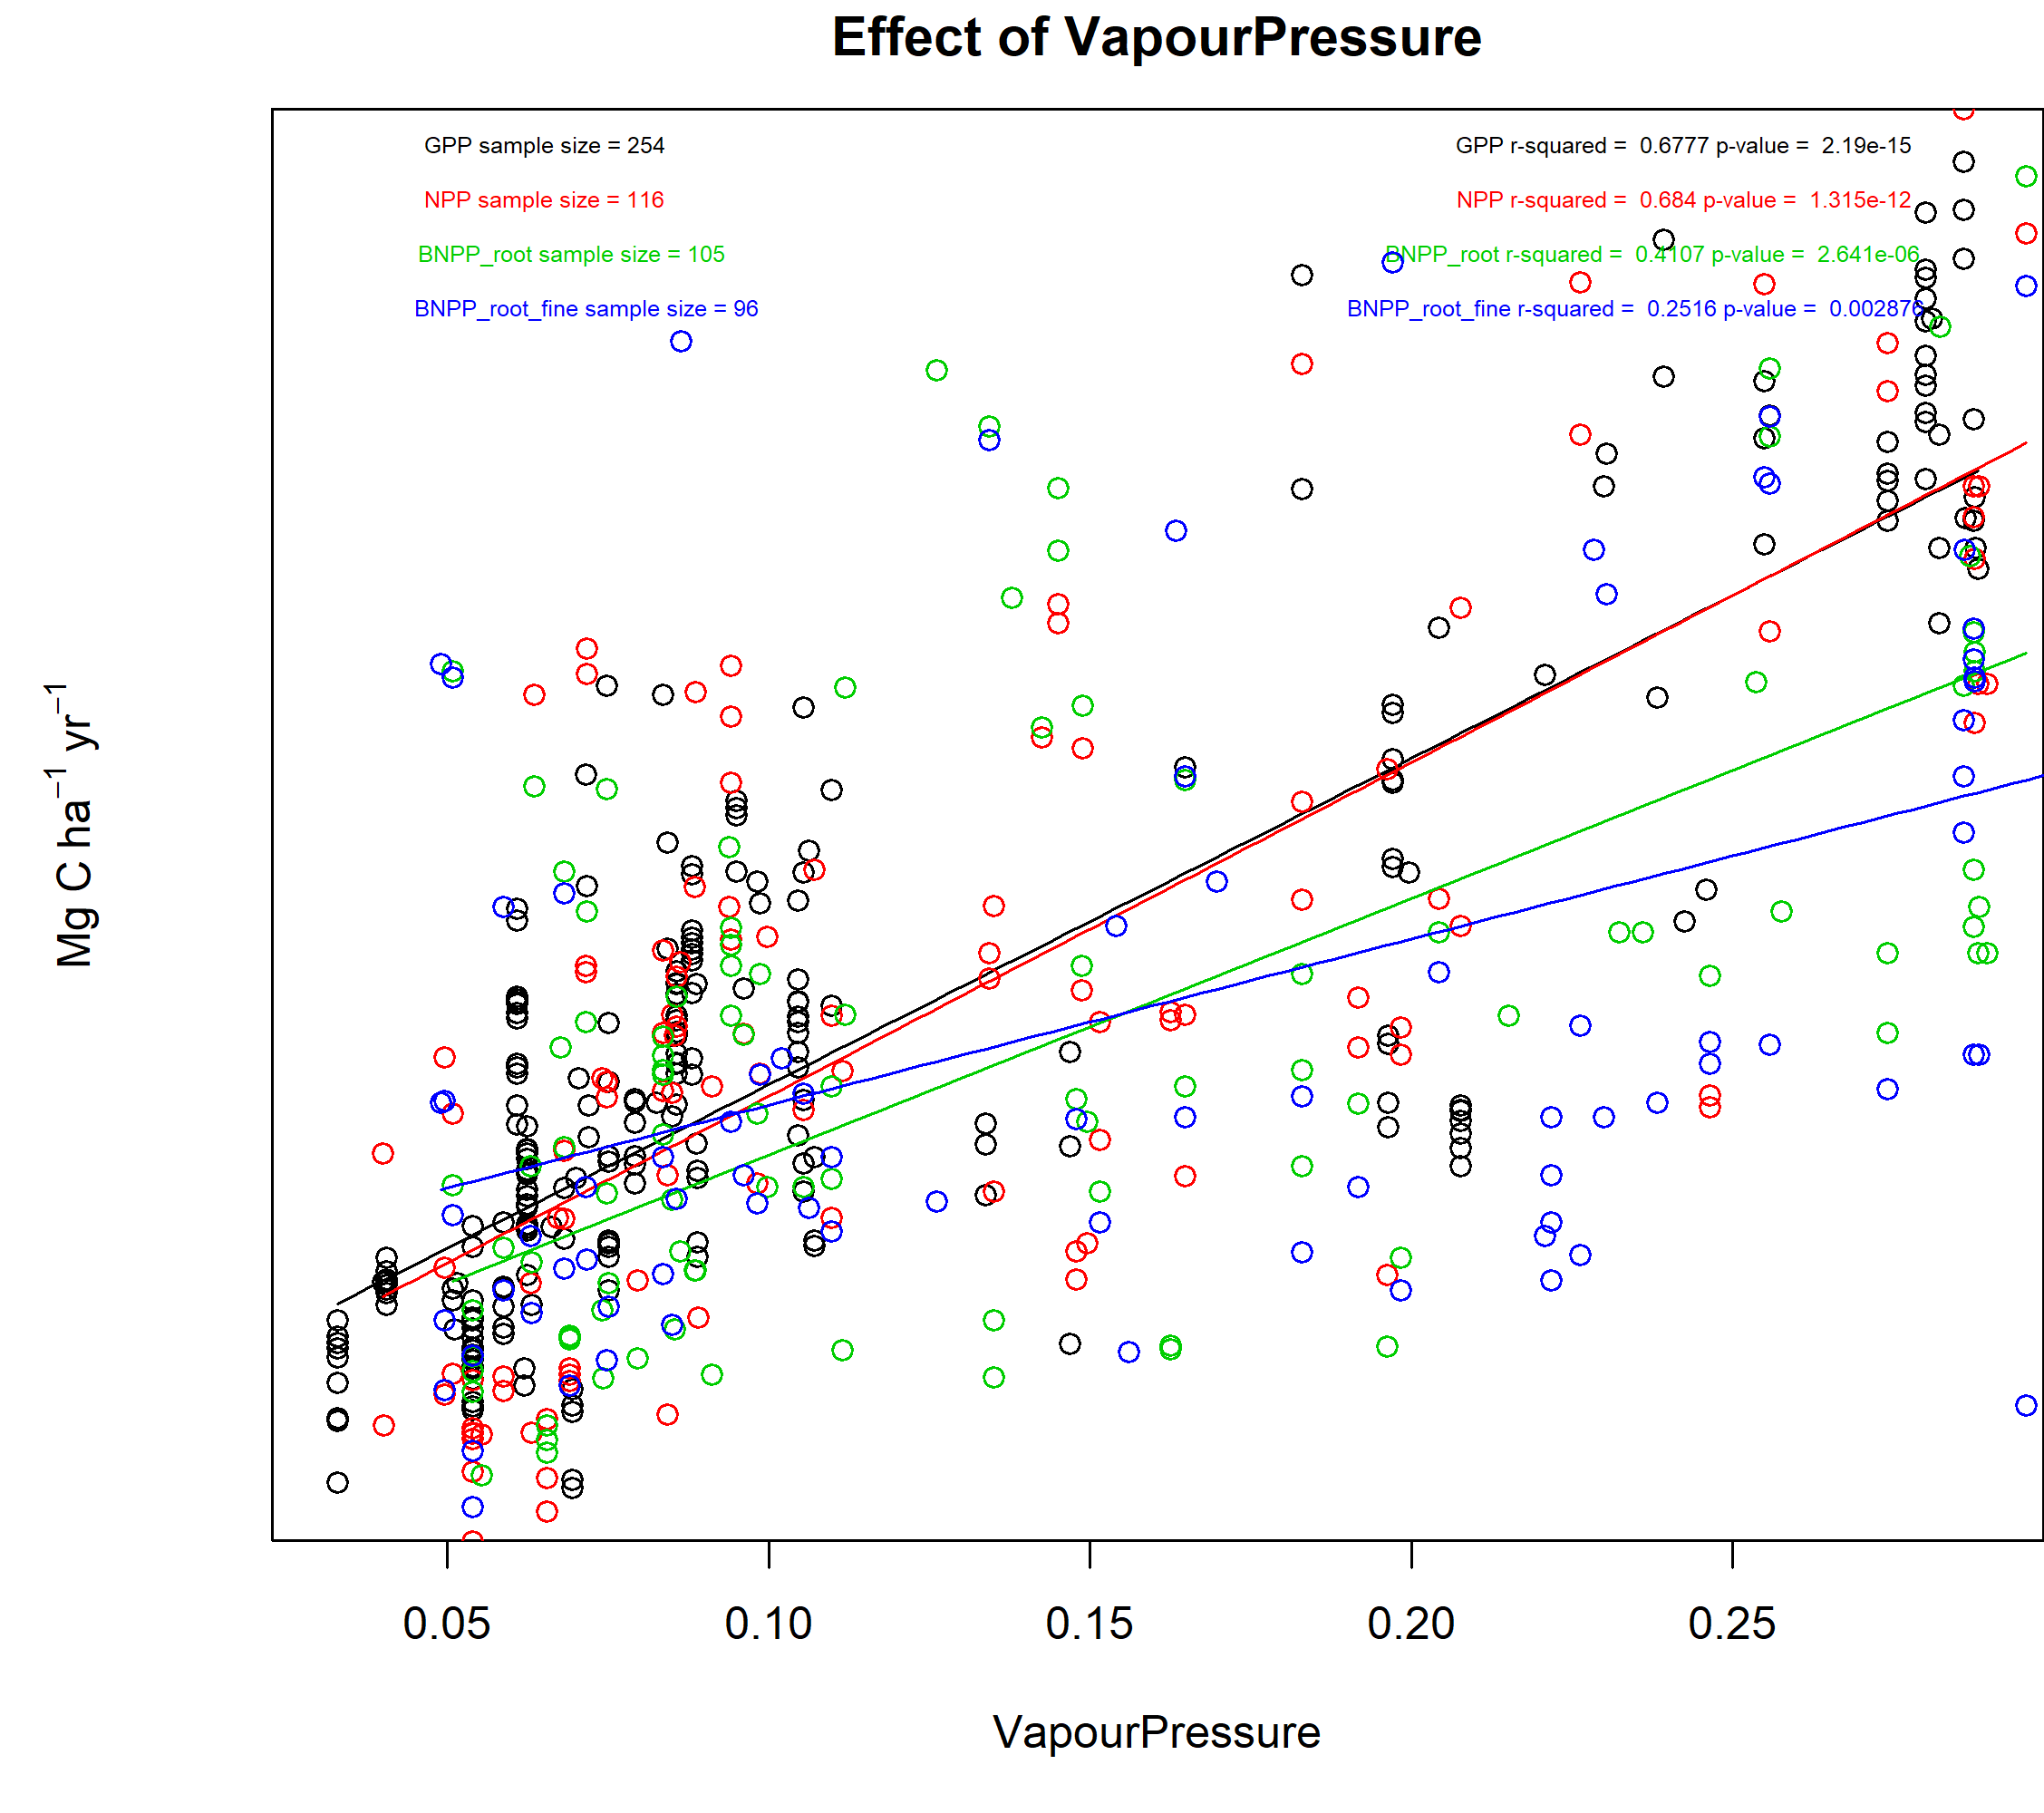 Effect of VapourPressure
GPP sample size = 254
GPP r-squared =  0.6777 p-value =  2.19e-15
NPP sample size = 116
NPP r-squared =  0.684 p-value =  1.315e-12
BNPP_root sample size = 105
BNPP_root r-squared =  0.4107 p-value =  2.641e-06
BNPP_root_fine sample size = 96
BNPP_root_fine r-squared =  0.2516 p-value =  0.002876
Mg C ha⁻¹ yr⁻¹
0.05 0.10 0.15 0.20 0.25
VapourPressure